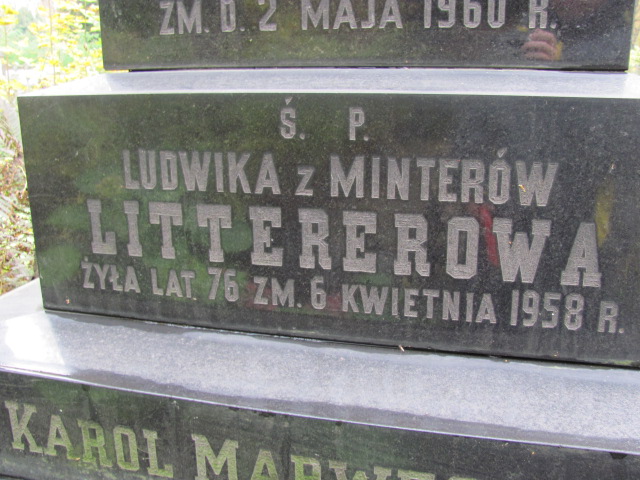 ZM. D. 2 MAJA 1960 R.
Ś. P.
LUDWIKA z MINTERÓW
LITTEREROWA
ŻYŁA LAT. 76 ZM. 6 KWIETNIA 1958 R.
KAROL